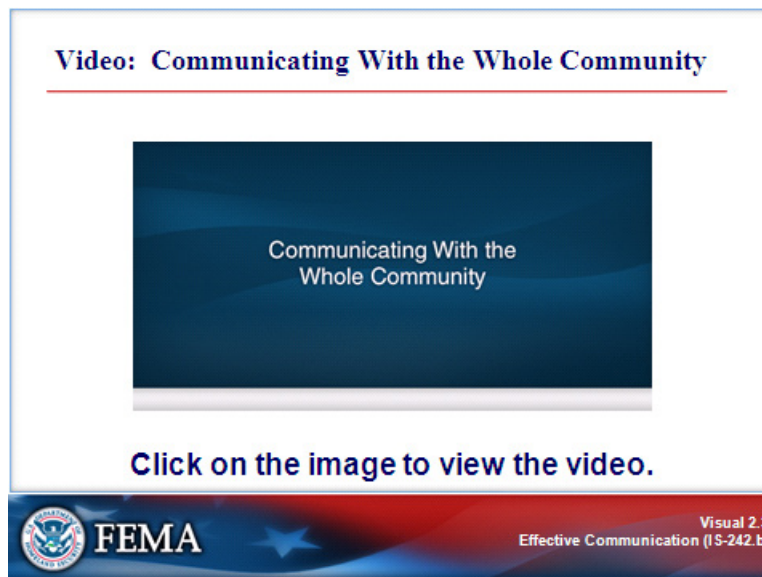 Video: Communicating With the Whole Community
Communicating With the
Whole Community
Click on the image to view the video.
FEMA
Visual 2.
Effective Communication (IS-242.b